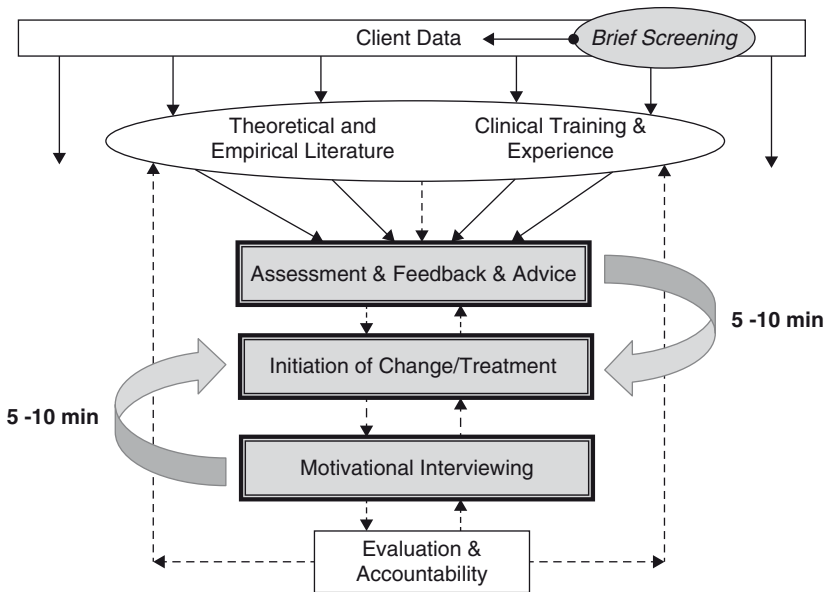 Client Data
Brief Screening
Theoretical and
Empirical Literature
Clinical Training &
Experience
Assessment & Feedback & Advice
5 -10 min
Initiation of Change/Treatment
5 -10 min
Motivational Interviewing
Evaluation &
Accountability